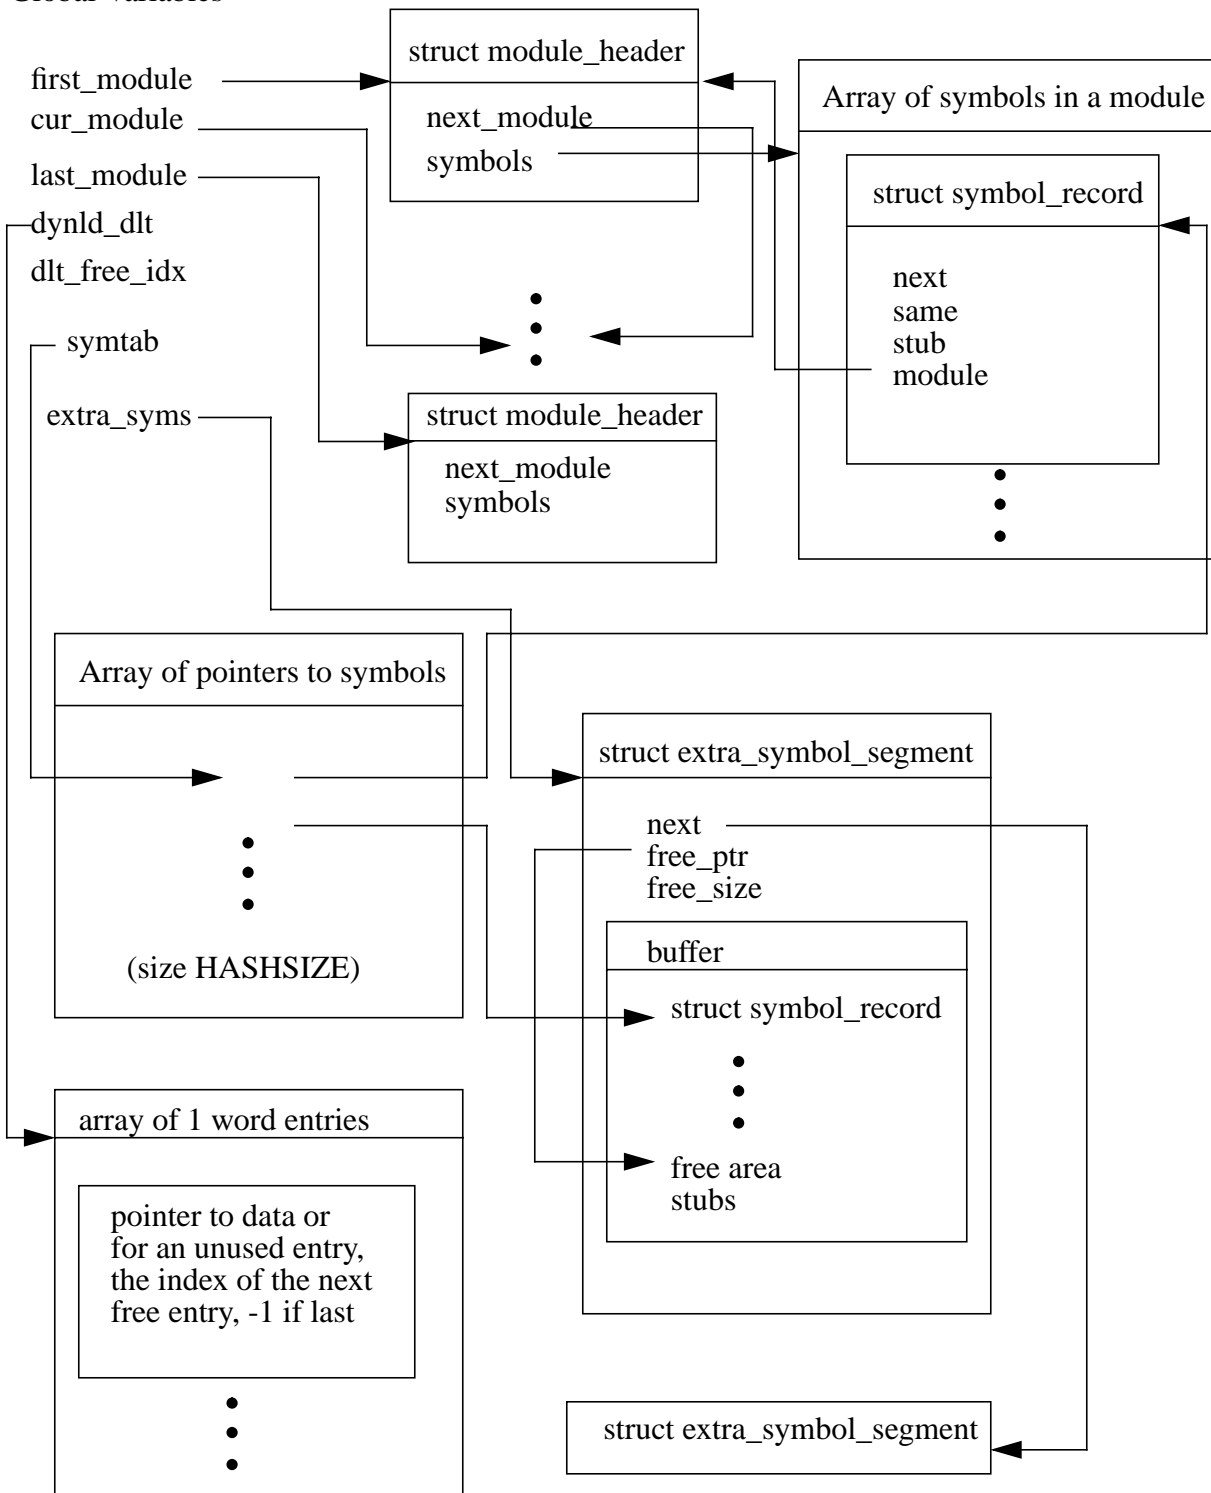 Global Variables
first_module
cur_module
last_module
dynld_dlt
dlt_free_idx
symtab
extra_syms
struct module_header
next_module
symbols
Array of symbols in a module
struct symbol_record
next
same
stub
module
struct module_header
next_module
symbols
Array of pointers to symbols
(size HASHSIZE)
struct extra_symbol_segment
next
free_ptr
free_size
buffer
struct symbol_record
free area
stubs
array of 1 word entries
pointer to data or
for an unused entry,
the index of the next
free entry, -1 if last
struct extra_symbol_segment